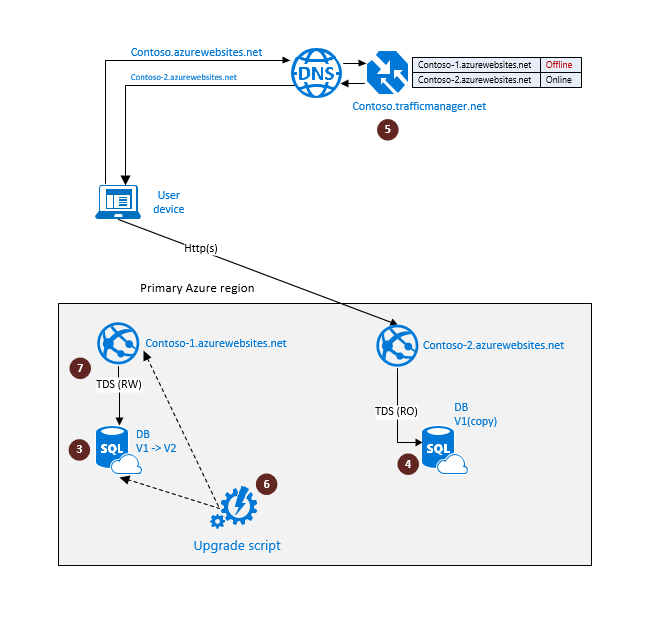 Contoso.azurewebsites.net
Contoso-2.azurewebsites.net
DNS
Contoso-1.azurewebsites.net Offline
Contoso-2.azurewebsites.net Online
Contoso.trafficmanager.net
5
User
device
Http(s)
Primary Azure region
Contoso-1.azurewebsites.net
Contoso-2.azurewebsites.net
7
TDS (RW)
TDS (RO)
DB
V1(copy)
DB
V1 -> V2
3
SQL
SQL
4
6
Upgrade script